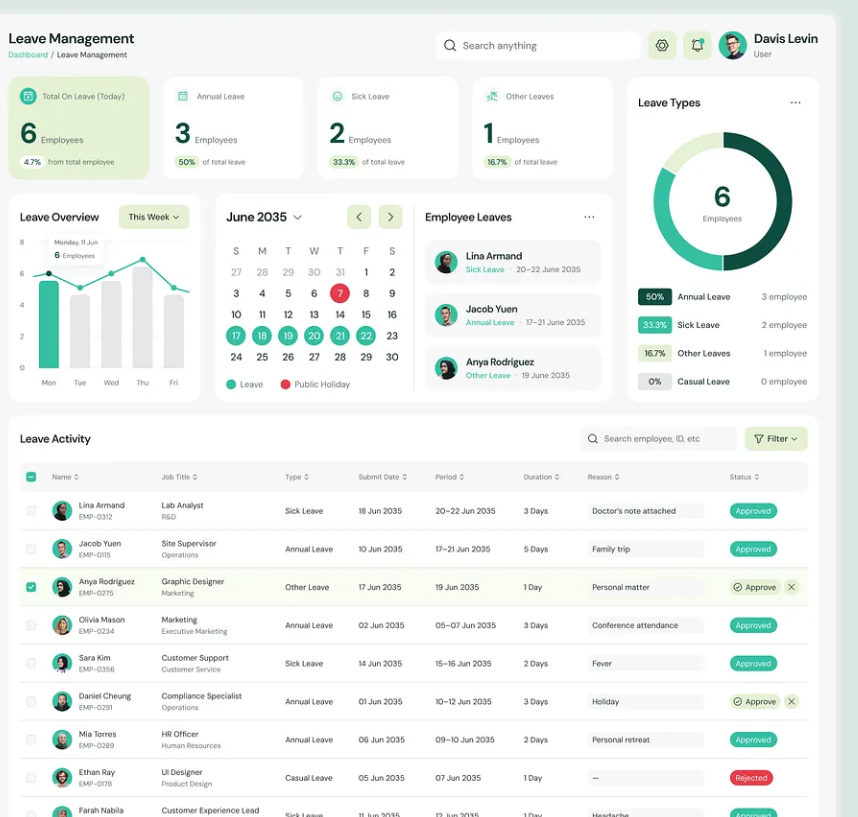 Leave Management
Dashboard / Leave Management
Search anything
Davis Levin
User
Total On Leave (Today)
6 Employees
4.7% from total employee
Annual Leave
3 Employees
50% of total leave
Sick Leave
2 Employees
33.3% of total leave
Other Leaves
1 Employees
16.7% of total leave
Leave Types
6
Employees
50% Annual Leave 3 employee
33.3% Sick Leave 2 employee
16.7% Other Leaves 1 employee
0% Casual Leave 0 employee
Leave Overview
This Week
8
6
4
2
0
Monday, 11 Jun
6 Employees
Mon Tue Wed Thu Fri
June 2035
S M T W T F S
27 28 29 30 31 1 2
3 4 5 6 7 8 9
10 11 12 13 14 15 16
17 18 19 20 21 22 23
24 25 26 27 28 29 30
Leave Public Holiday
Employee Leaves
Lina Armand
Sick Leave · 20–22 June 2035
Jacob Yuen
Annual Leave · 17–21 June 2035
Anya Rodriguez
Other Leave · 19 June 2035
Leave Activity
Search employee, ID, etc
Filter
Name Job Title Type Submit Date Period Duration Reason Status
Lina Armand
EMP-0312
Lab Analyst
R&D
Sick Leave 18 Jun 2035 20–22 Jun 2035 3 Days Doctor's note attached Approved
Jacob Yuen
EMP-0115
Site Supervisor
Operations
Annual Leave 10 Jun 2035 17–21 Jun 2035 5 Days Family trip Approved
Anya Rodriguez
EMP-0275
Graphic Designer
Marketing
Other Leave 17 Jun 2035 19 Jun 2035 1 Day Personal matter Approve
Olivia Mason
EMP-0234
Marketing
Executive Marketing
Annual Leave 02 Jun 2035 05–07 Jun 2035 3 Days Conference attendance Approved
Sara Kim
EMP-0356
Customer Support
Customer Service
Sick Leave 14 Jun 2035 15–16 Jun 2035 2 Days Fever Approved
Daniel Cheung
EMP-0291
Compliance Specialist
Operations
Annual Leave 01 Jun 2035 10–12 Jun 2035 3 Days Holiday Approve
Mia Torres
EMP-0289
HR Officer
Human Resources
Annual Leave 06 Jun 2035 09–10 Jun 2035 2 Days Personal retreat Approved
Ethan Ray
EMP-0178
UI Designer
Product Design
Casual Leave 05 Jun 2035 07 Jun 2035 1 Day — Rejected
Farah Nabila
Customer Experience Lead
Sick Leave 11 Jun 2035 12 Jun 2035 1 Day Headache Approved